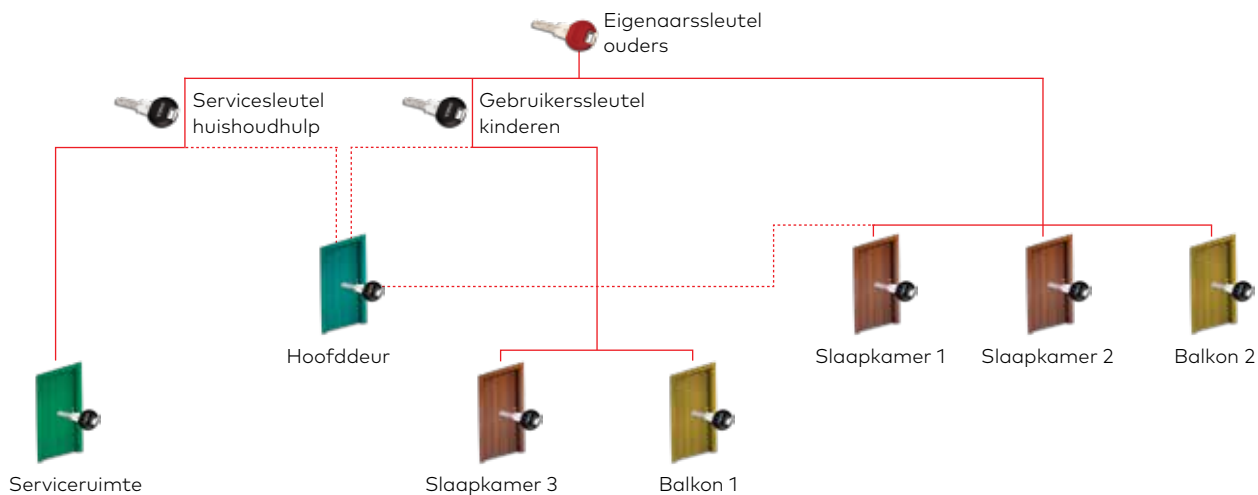 Eigenaarssleutel
ouders
Servicesleutel
huishoudhulp
Gebruikerssleutel
kinderen
Hoofddeur
Slaapkamer 1
Slaapkamer 2
Balkon 2
Serviceruimte
Slaapkamer 3
Balkon 1